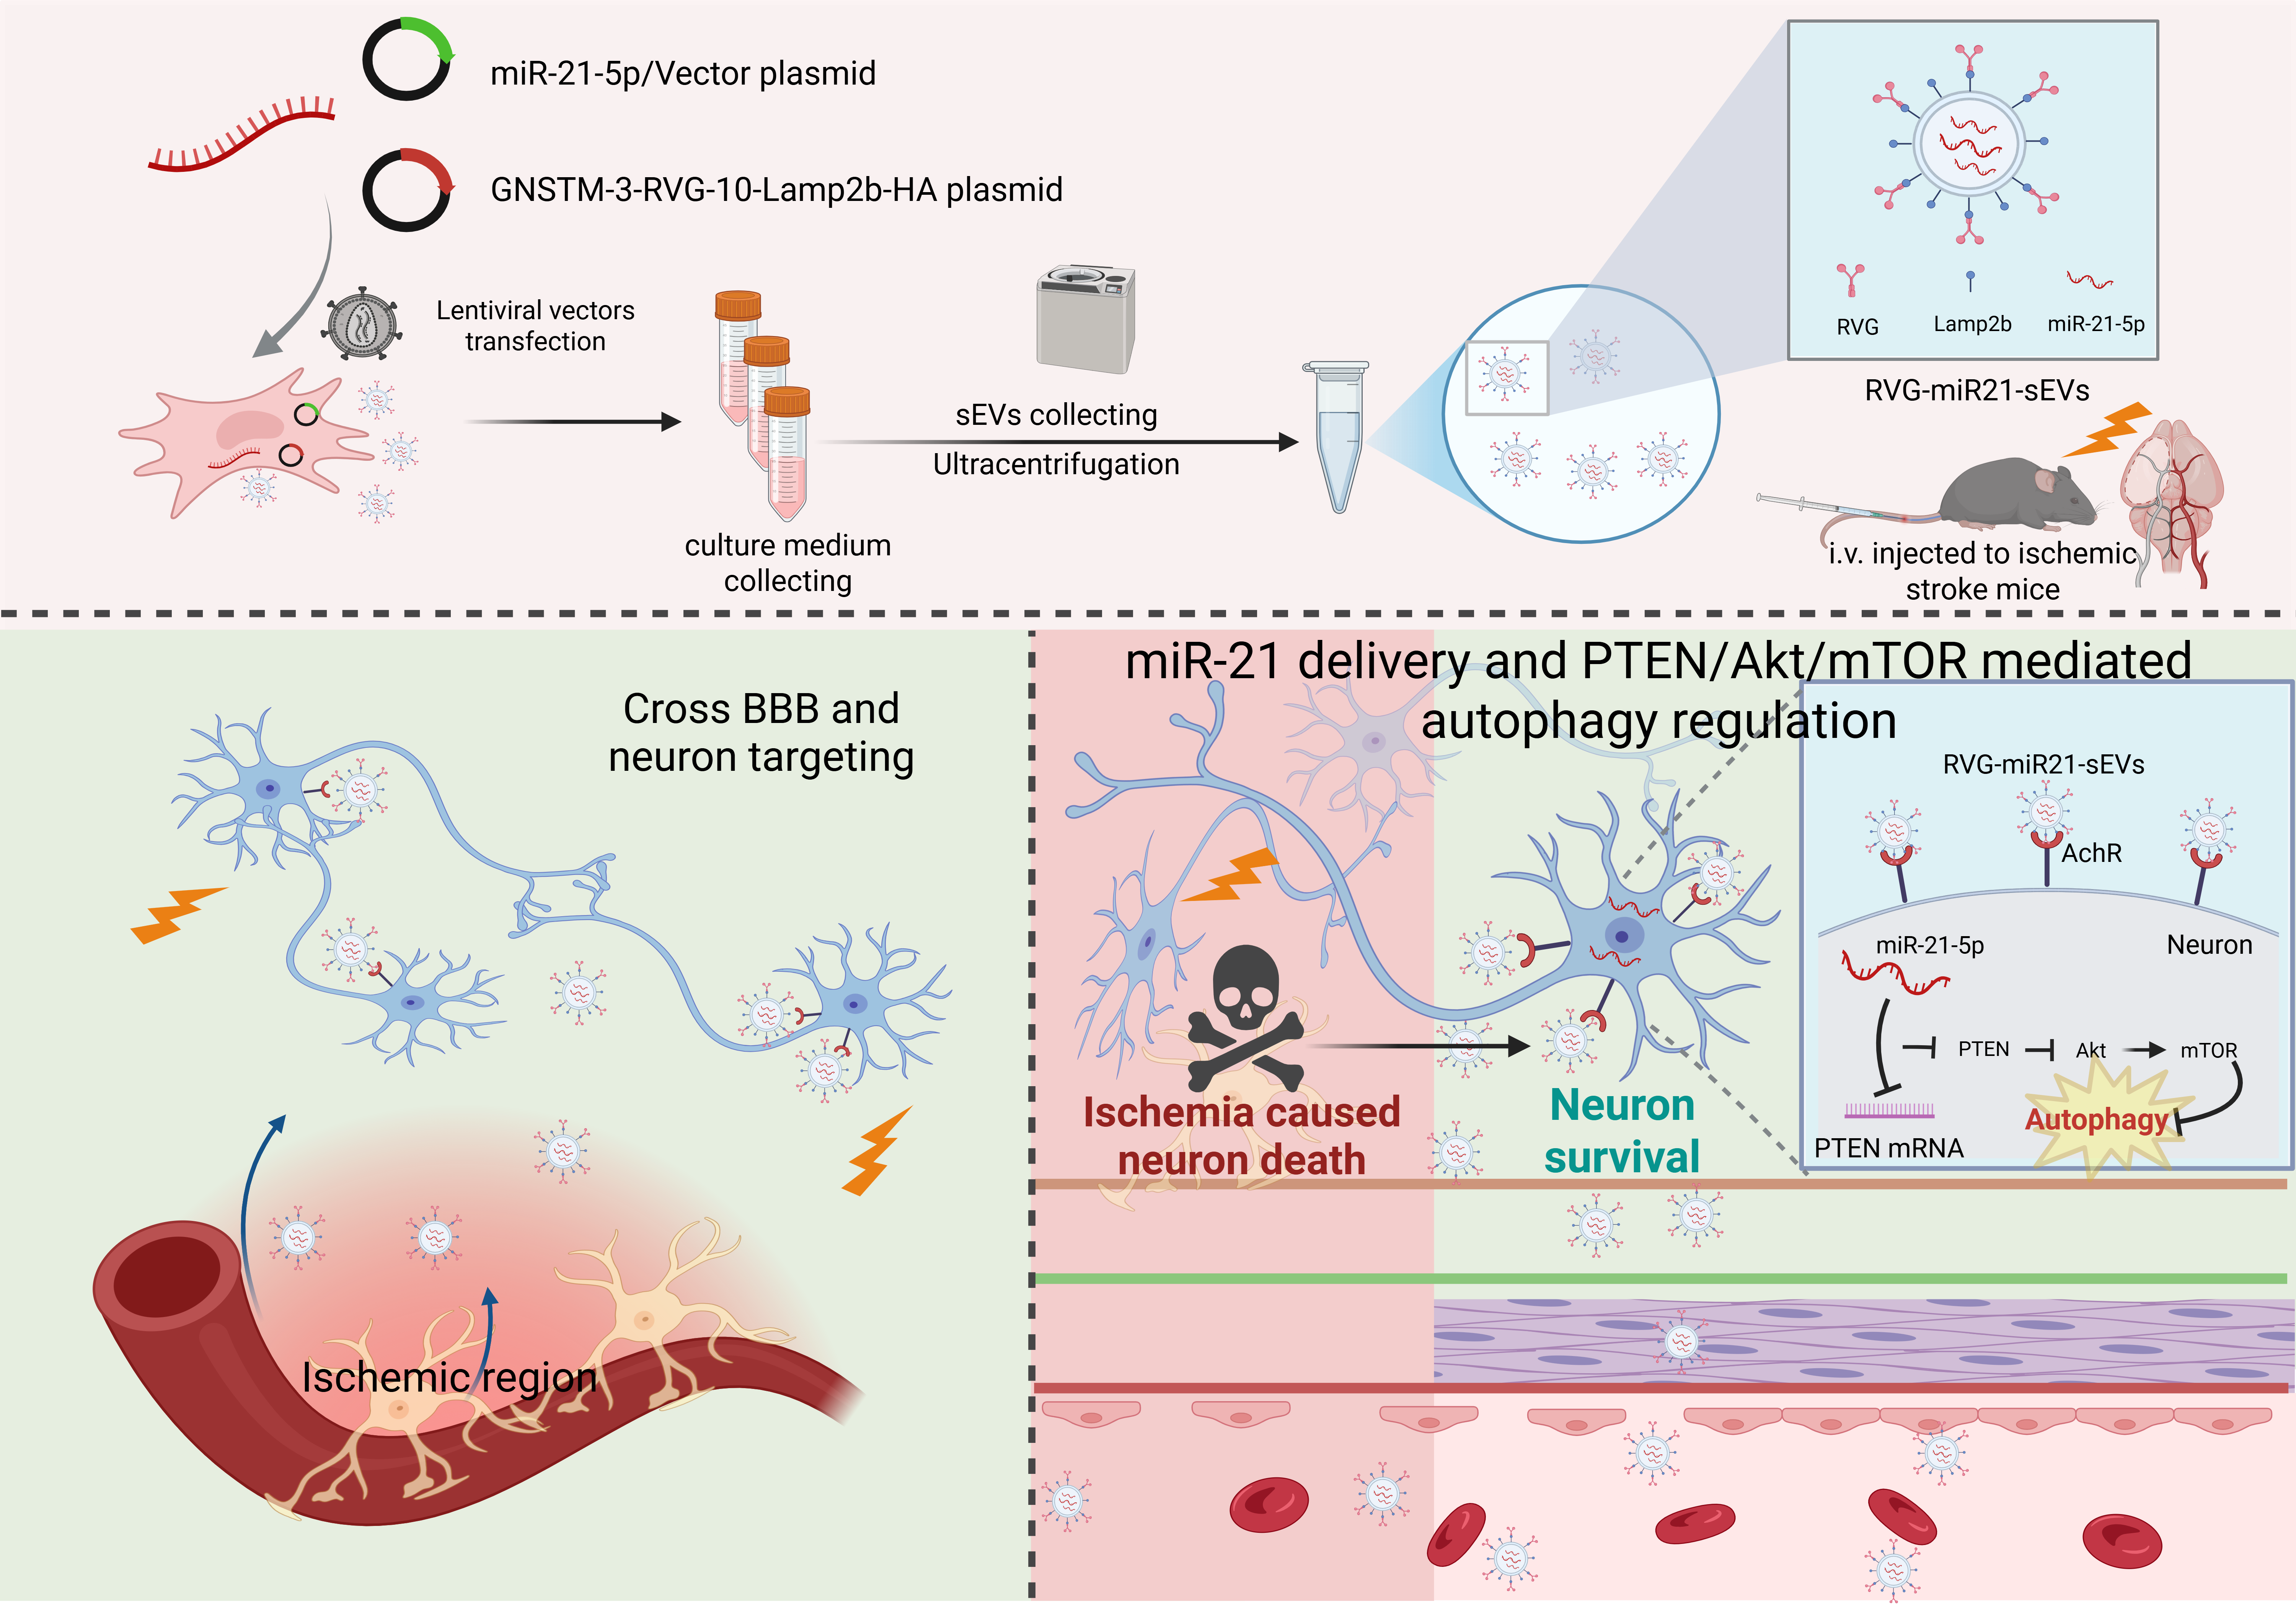 miR-21-5p/Vector plasmid
GNSTM-3-RVG-10-Lamp2b-HA plasmid
Lentiviral vectors
transfection
culture medium
collecting
sEVs collecting
Ultracentrifugation
RVG
Lamp2b
miR-21-5p
RVG-miR21-sEVs
i.v. injected to ischemic
stroke mice
Cross BBB and
neuron targeting
Ischemic region
miR-21 delivery and PTEN/Akt/mTOR mediated
autophagy regulation
Ischemia caused
neuron death
Neuron
survival
RVG-miR21-sEVs
AchR
miR-21-5p
Neuron
PTEN
Akt
mTOR
Autophagy
PTEN mRNA